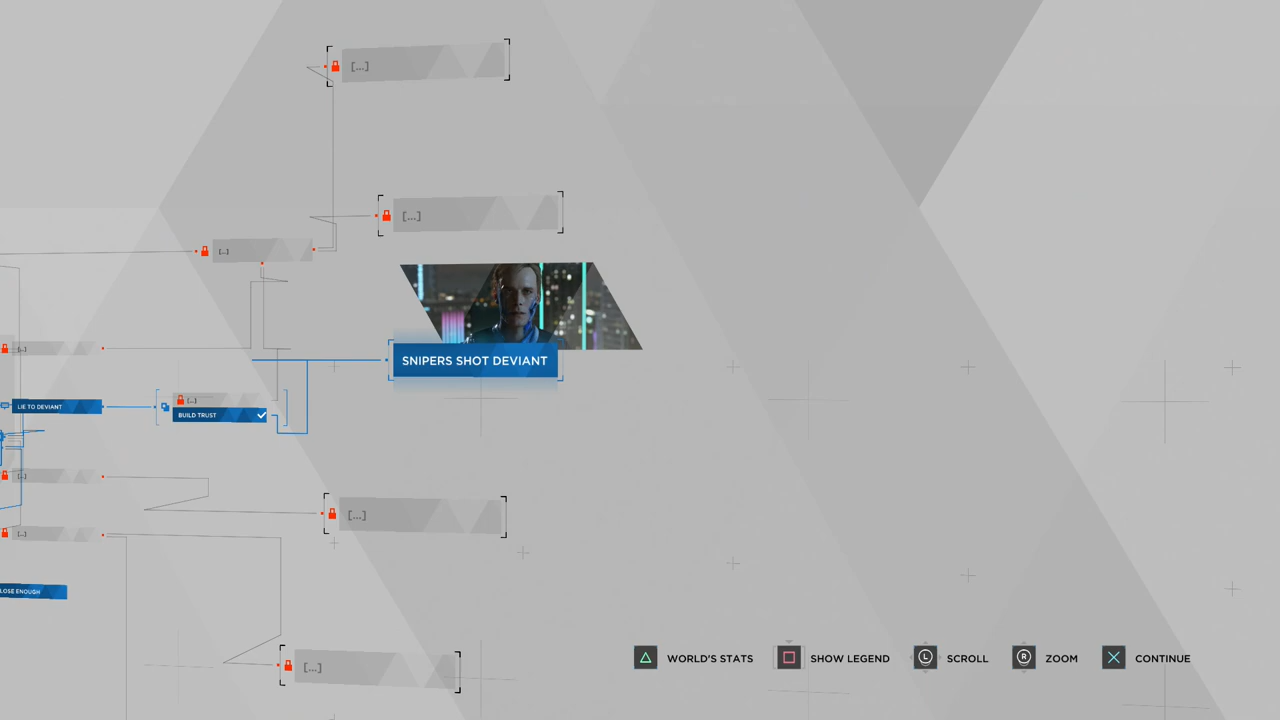 [...]
[...]
[...]
SNIPERS SHOT DEVIANT
[...]
[...]
LIE TO DEVIANT
BUILD TRUST
[...]
[...]
[...]
LOSE ENOUGH
[...]
WORLD'S STATS
SHOW LEGEND
L
SCROLL
R
ZOOM
CONTINUE